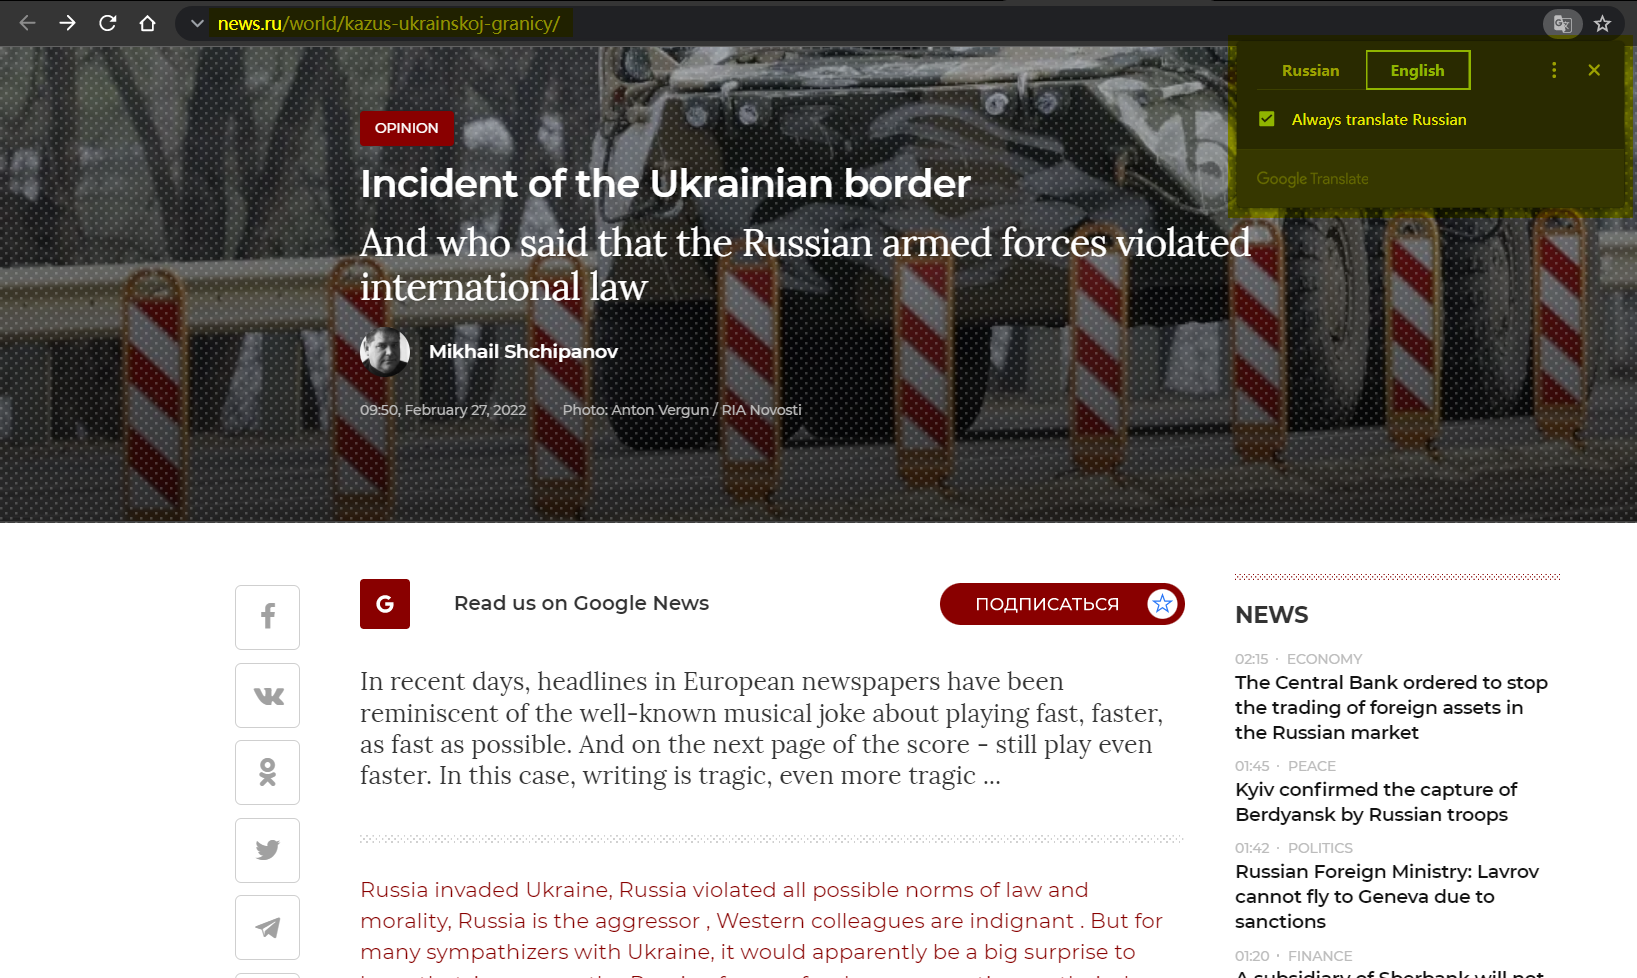 news.ru/world/kazus-ukrainskoj-granicy/
Russian
English
Always translate Russian
Google Translate
OPINION
Incident of the Ukrainian border
And who said that the Russian armed forces violated
international law
Mikhail Shchipanov
09:50, February 27, 2022
Photo: Anton Vergun / RIA Novosti
G
Read us on Google News
ПОДПИСАТЬСЯ
In recent days, headlines in European newspapers have been
reminiscent of the well-known musical joke about playing fast, faster,
as fast as possible. And on the next page of the score - still play even
faster. In this case, writing is tragic, even more tragic ...
Russia invaded Ukraine, Russia violated all possible norms of law and
morality, Russia is the aggressor , Western colleagues are indignant . But for
many sympathizers with Ukraine, it would apparently be a big surprise to
NEWS
02:15 · ECONOMY
The Central Bank ordered to stop
the trading of foreign assets in
the Russian market
01:45 · PEACE
Kyiv confirmed the capture of
Berdyansk by Russian troops
01:42 · POLITICS
Russian Foreign Ministry: Lavrov
cannot fly to Geneva due to
sanctions
01:20 · FINANCE
A subsidiary of Sberbank will not